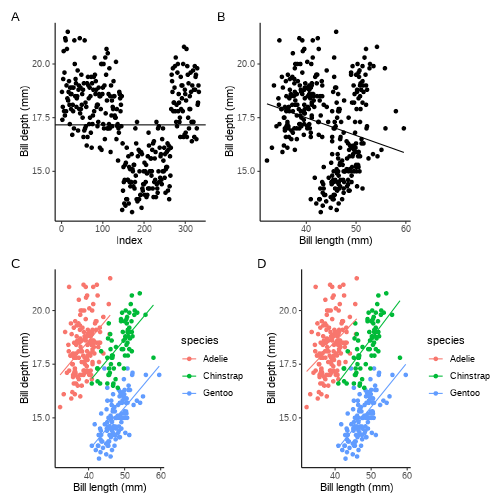 A
Bill depth (mm)
20.0
17.5
15.0
0
100
200
300
Index
B
Bill depth (mm)
20.0
17.5
15.0
40
50
60
Bill length (mm)
C
Bill depth (mm)
20.0
17.5
15.0
40
50
60
Bill length (mm)
species
Adelie
Chinstrap
Gentoo
D
Bill depth (mm)
20.0
17.5
15.0
40
50
60
Bill length (mm)
species
Adelie
Chinstrap
Gentoo